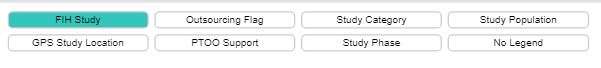 FIH Study Outsourcing Flag Study Category Study Population
GPS Study Location PTOO Support Study Phase No Legend